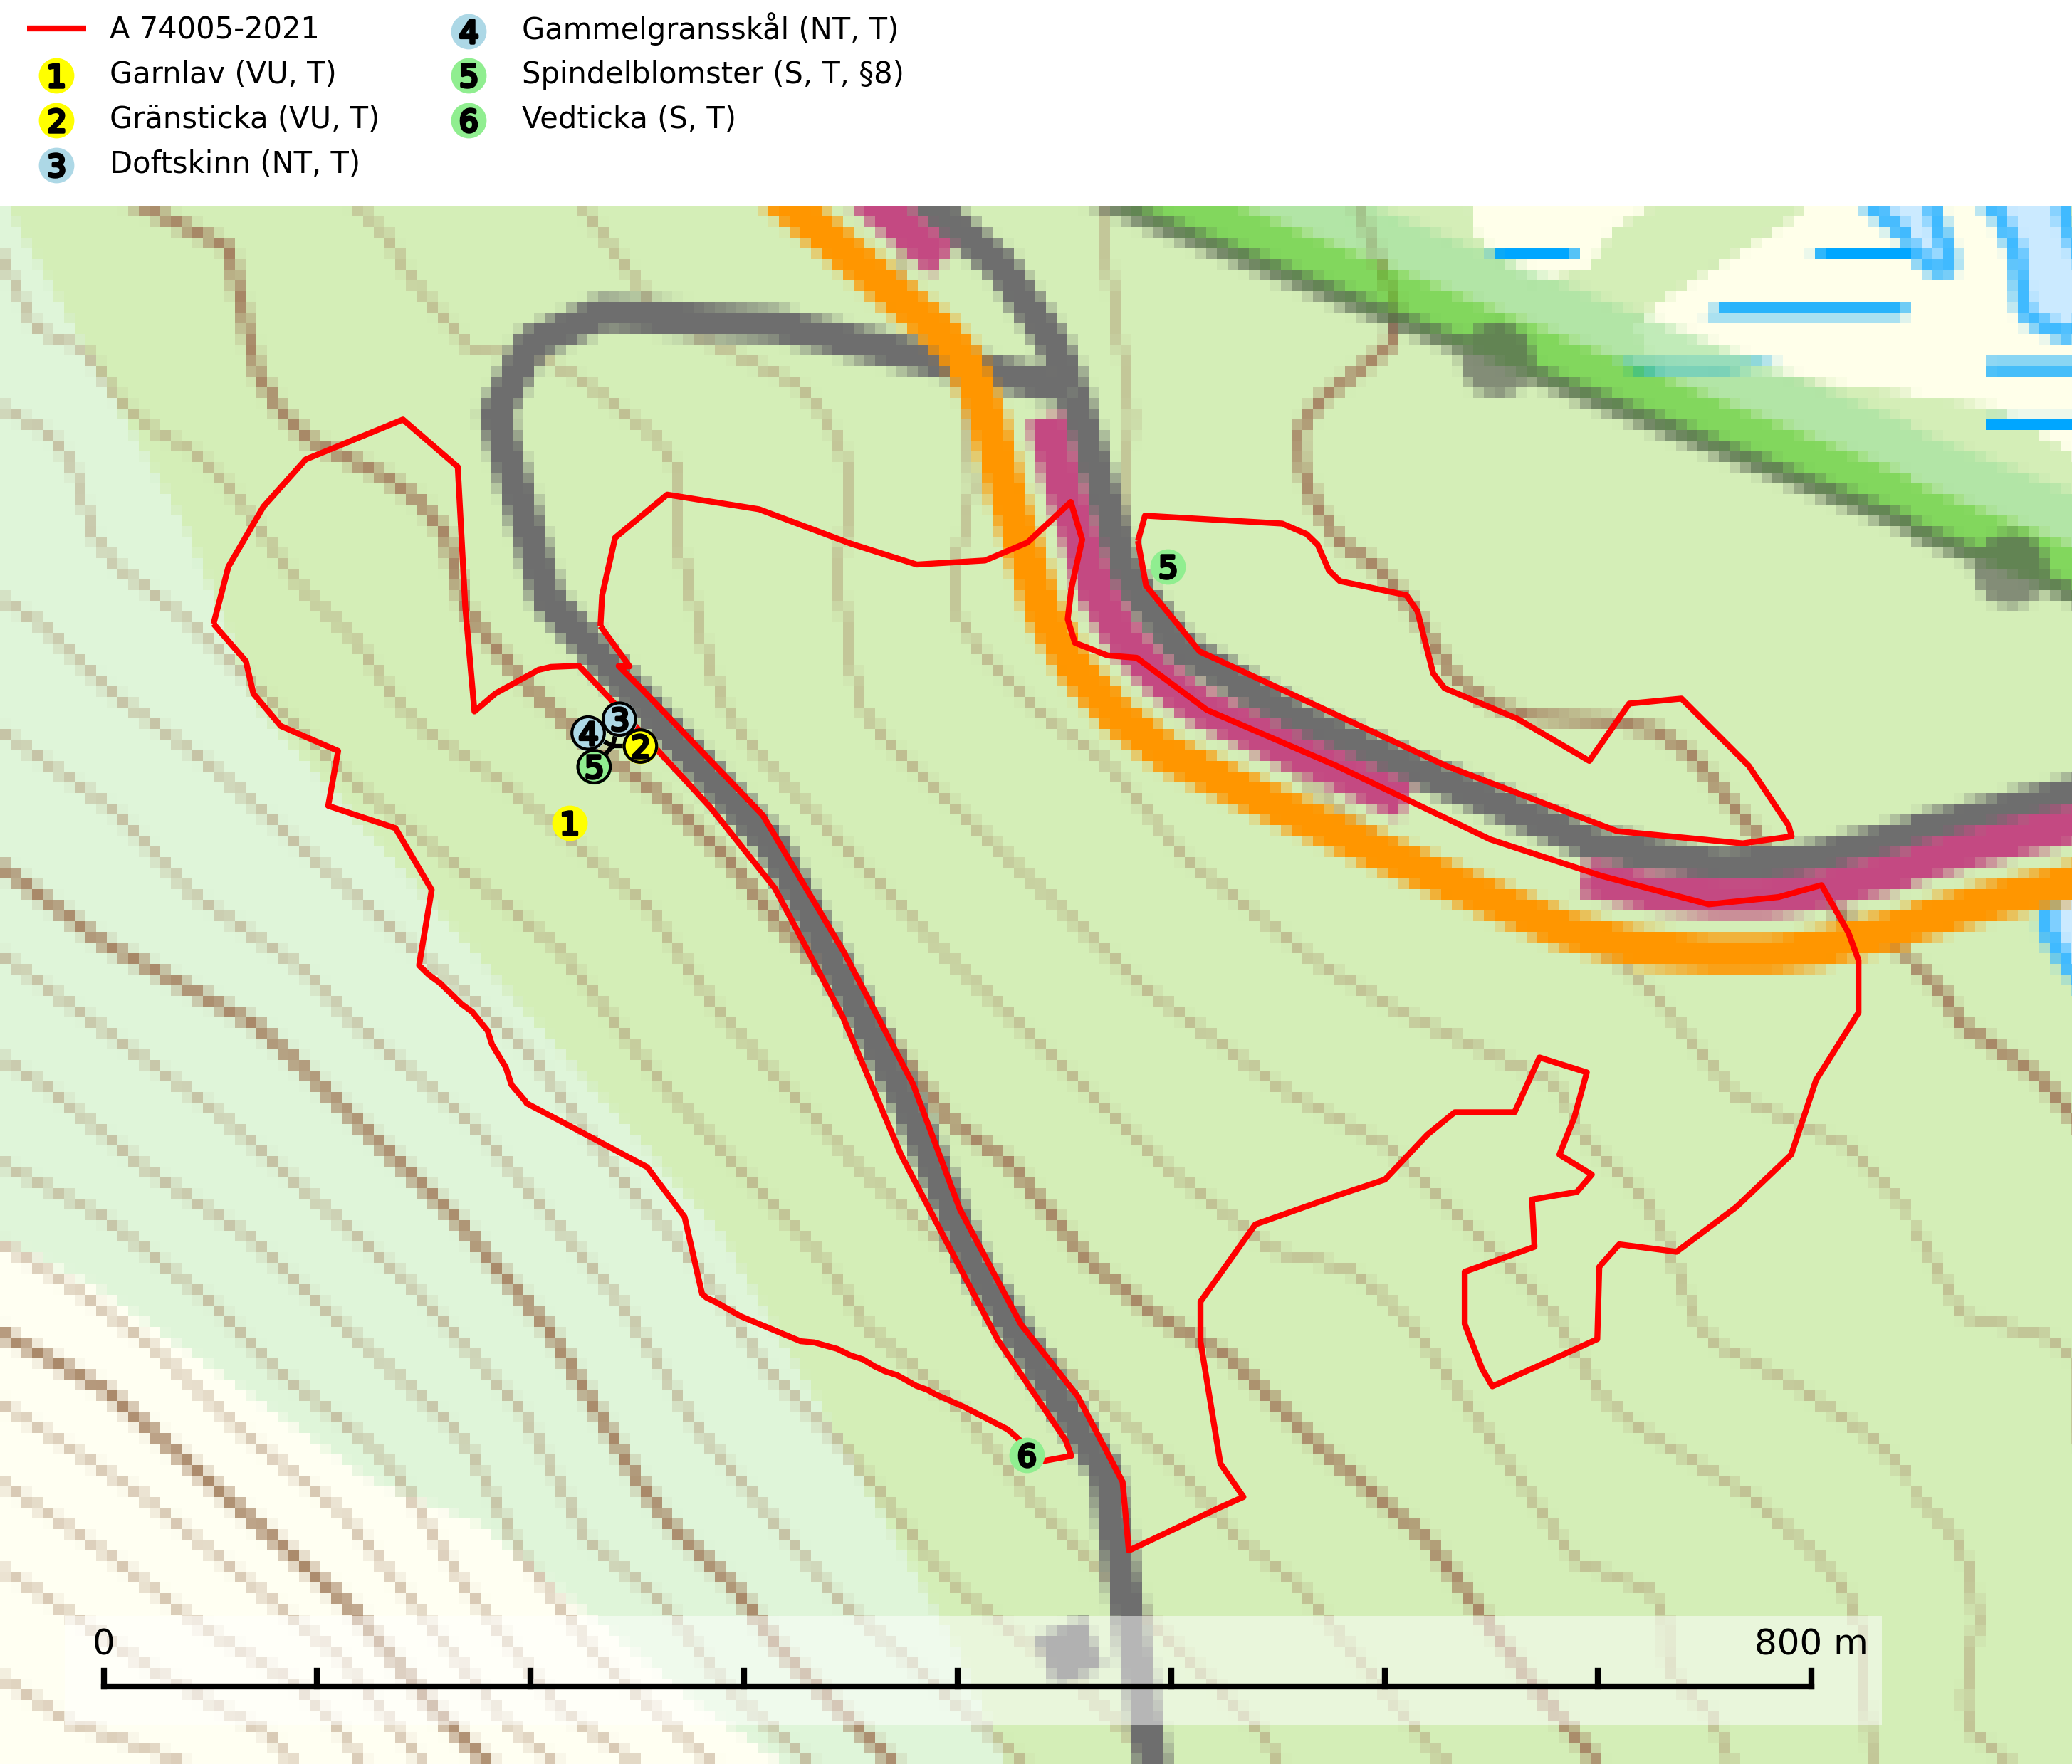 A 74005-2021
1 Garnlav (VU, T)
2 Gränsticka (VU, T)
3 Doftskinn (NT, T)
4 Gammelgransskål (NT, T)
5 Spindelblomster (S, T, §8)
6 Vedticka (S, T)
5
3
4
2
5
1
6
0 800 m